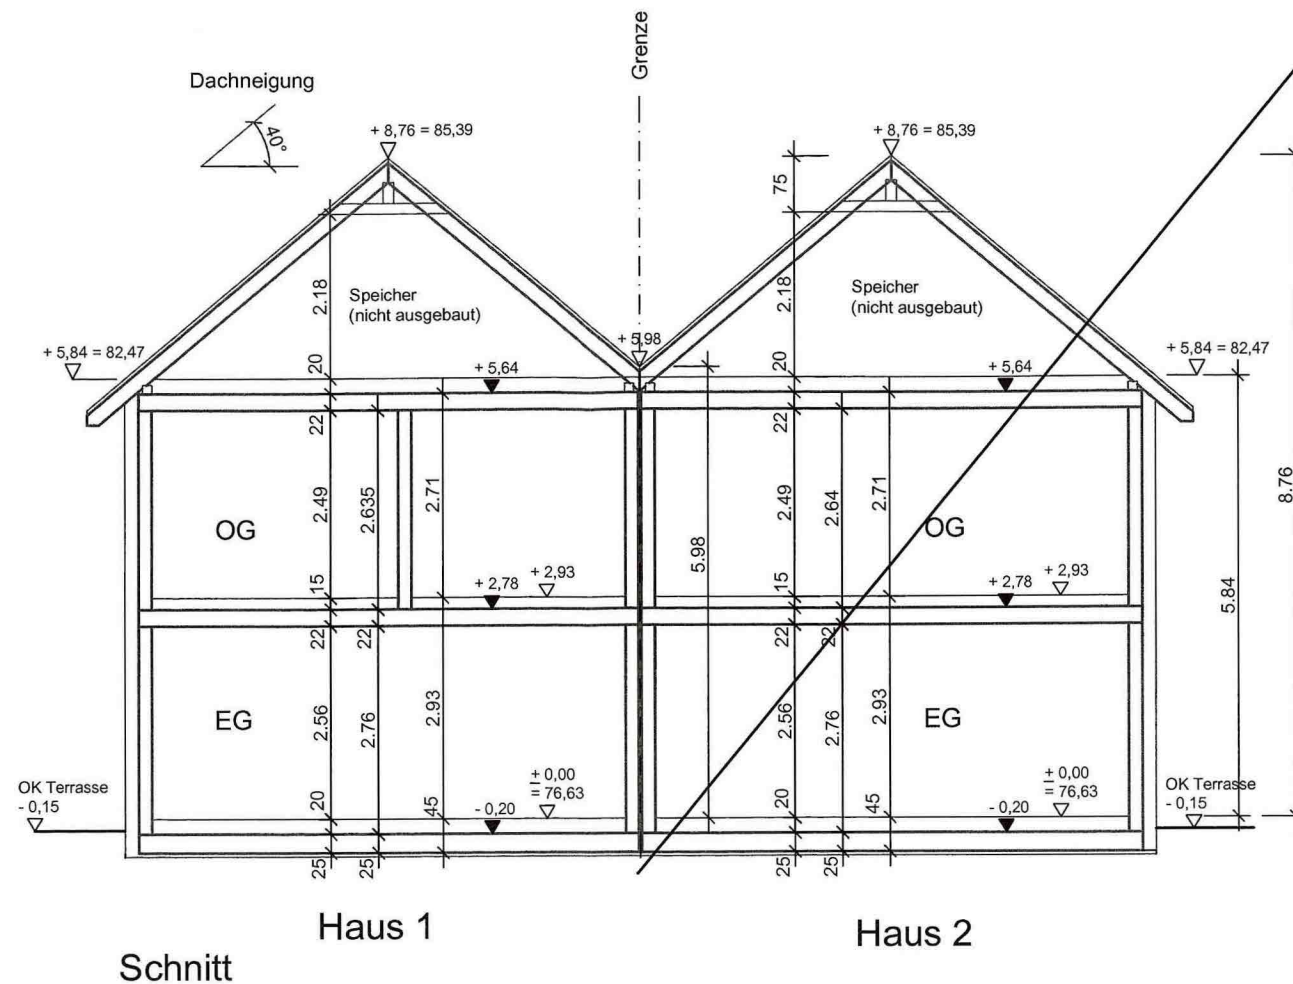 Grenze
Dachneigung
40°
+ 8,76 = 85,39
+ 8,76 = 85,39
75
2.18
Speicher
(nicht ausgebaut)
2.18
Speicher
(nicht ausgebaut)
+ 5,98
+ 5,84 = 82,47
+ 5,84 = 82,47
20
+ 5,64
20
+ 5,64
22
22
8.76
2.49
2.635
2.71
2.49
2.64
2.71
OG
OG
5.98
5.84
15
+ 2,78
+ 2,93
15
+ 2,78
+ 2,93
22
22
22
22
EG
2.56
2.76
2.93
2.56
2.76
2.93
EG
OK Terrasse
- 0,15
20
45
- 0,20
+ 0,00
= 76,63
20
45
- 0,20
+ 0,00
= 76,63
OK Terrasse
- 0,15
25
25
25
25
Haus 1
Haus 2
Schnitt